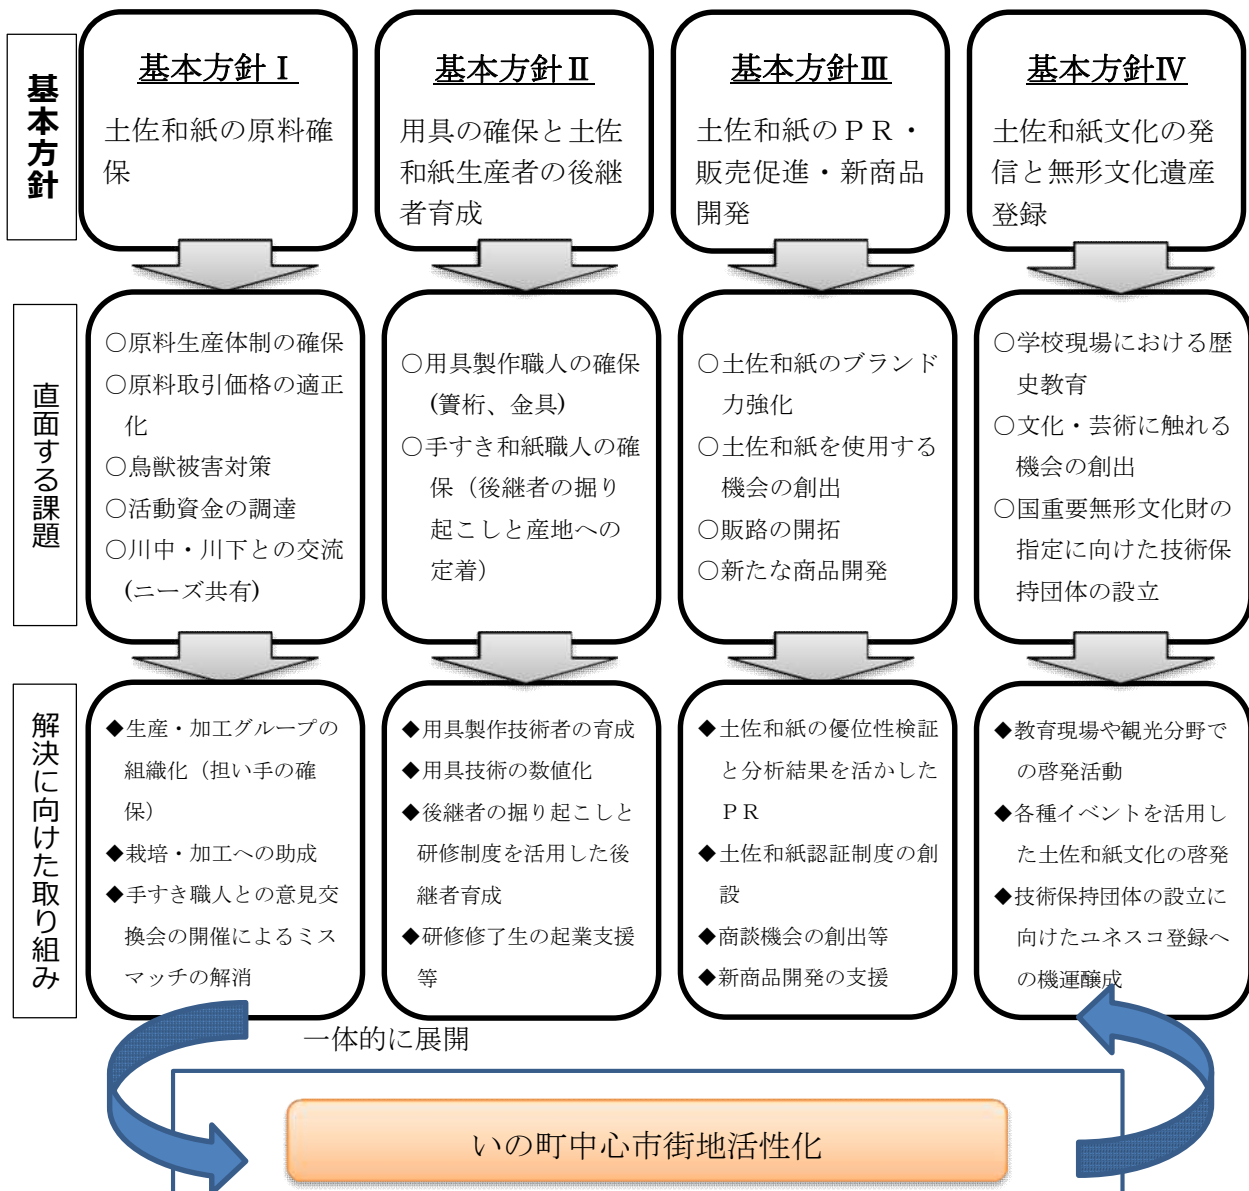 基本方針
基本方針Ⅰ
土佐和紙の原料確
保
基本方針Ⅱ
用具の確保と土佐
和紙生産者の後継
者育成
基本方針Ⅲ
土佐和紙のＰＲ・
販売促進・新商品
開発
基本方針Ⅳ
土佐和紙文化の発
信と無形文化遺産
登録
直面する課題
○原料生産体制の確保
○原料取引価格の適正
化
○鳥獣被害対策
○活動資金の調達
○川中・川下との交流
(ニーズ共有)
○用具製作職人の確保
(簀桁、金具)
○手すき和紙職人の確
保（後継者の掘り
起こしと産地への
定着）
○土佐和紙のブランド
力強化
○土佐和紙を使用する
機会の創出
○販路の開拓
○新たな商品開発
○学校現場における歴
史教育
○文化・芸術に触れる
機会の創出
○国重要無形文化財の
指定に向けた技術保
持団体の設立
解決に向けた取り組み
◆生産・加工グループの
組織化（担い手の確
保）
◆栽培・加工への助成
◆手すき職人との意見交
換会の開催によるミス
マッチの解消
◆用具製作技術者の育成
◆用具技術の数値化
◆後継者の掘り起こしと
研修制度を活用した後
継者育成
◆研修修了生の起業支援
等
◆土佐和紙の優位性検証
と分析結果を活かした
ＰＲ
◆土佐和紙認証制度の創
設
◆商談機会の創出等
◆新商品開発の支援
◆教育現場や観光分野で
の啓発活動
◆各種イベントを活用し
た土佐和紙文化の啓発
◆技術保持団体の設立に
向けたユネスコ登録へ
の機運醸成
一体的に展開
いの町中心市街地活性化